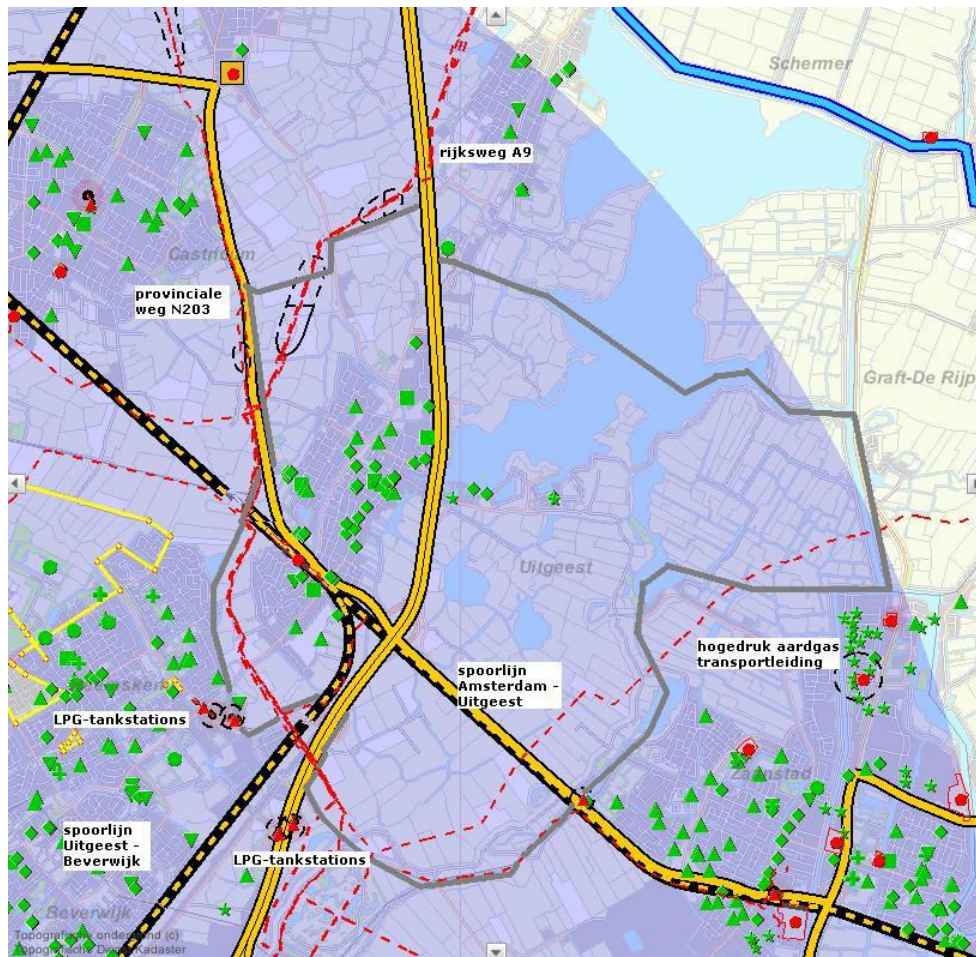 Schermer
rijksweg A9
Castricum
provinciale
weg N203
Graft-De Rijp
Uitgeest
hogedruk aardgas
transportleiding
spoorlijn
Amsterdam -
Uitgeest
LPG-tankstations
Zaanstad
spoorlijn
Uitgeest -
Beverwijk
LPG-tankstations
Beverwijk
Topografische ondergrond (c)
Topografische Dienst Kadaster